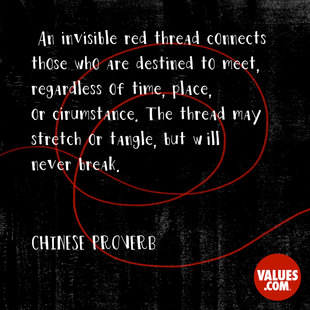 An invisible red thread connects
those who are destined to meet,
regardless of time, place,
or cirumstance. The thread may
stretch or tangle, but will
never break.
CHINESE PROVERB
VALUES
.COM